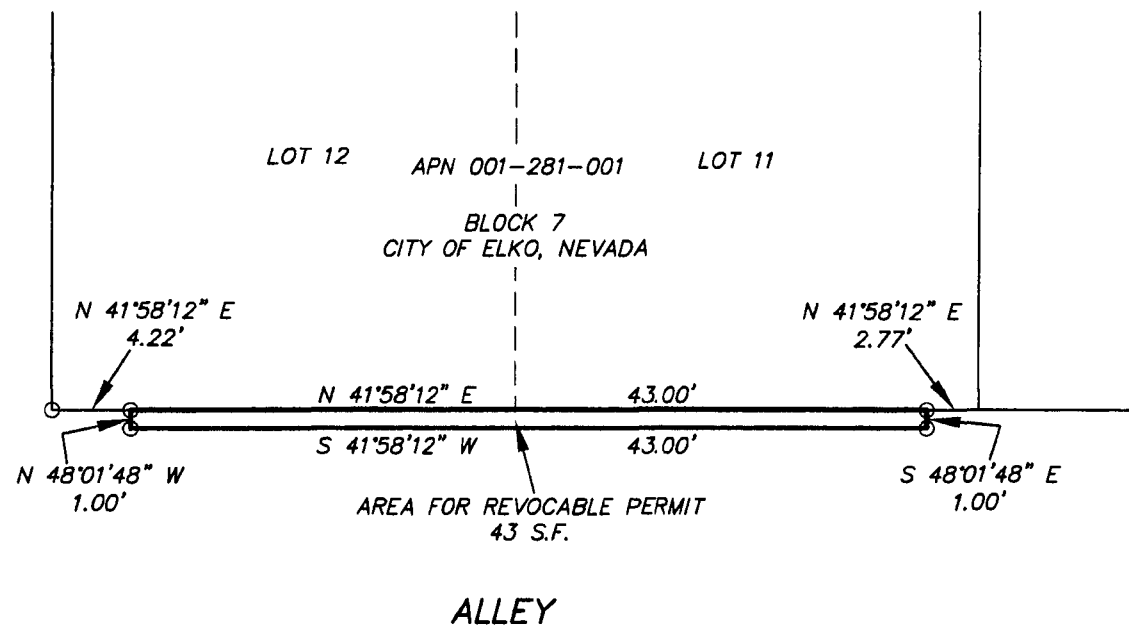 LOT 12
APN 001-281-001
LOT 11
BLOCK 7
CITY OF ELKO, NEVADA
N 41°58'12" E
4.22'
N 41°58'12" E
2.77'
N 41°58'12" E 43.00'
S 41°58'12" W 43.00'
N 48°01'48" W
1.00'
S 48°01'48" E
1.00'
AREA FOR REVOCABLE PERMIT
43 S.F.
ALLEY